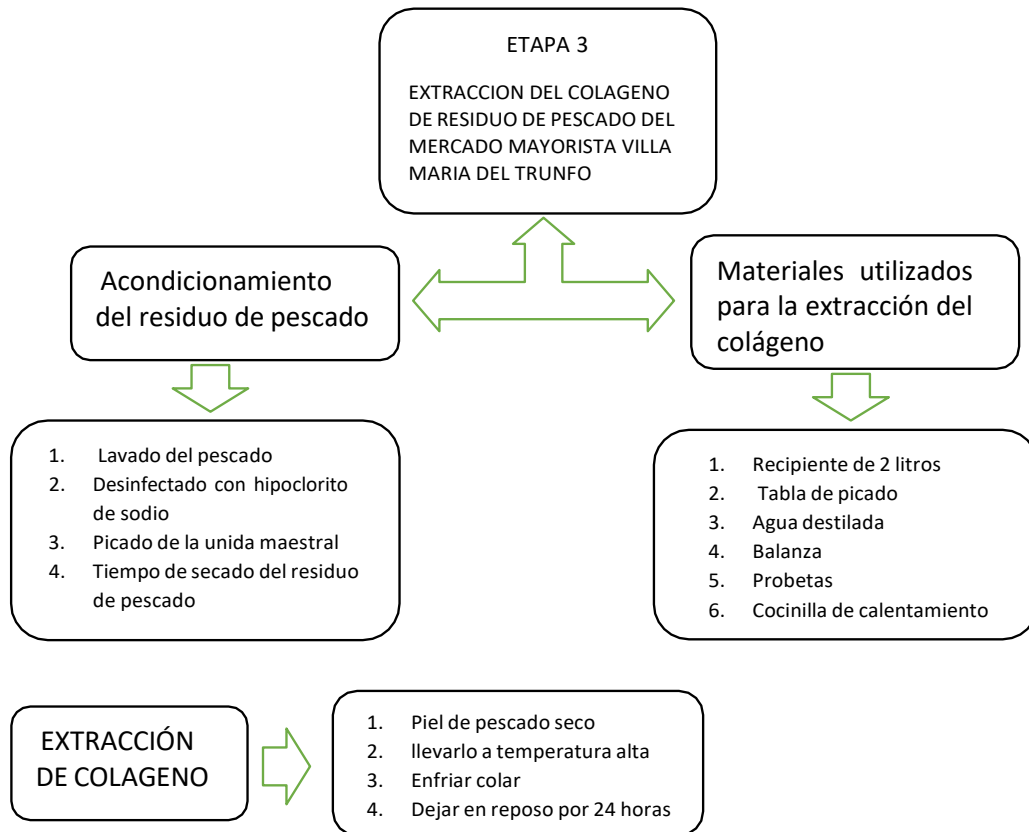 ETAPA 3
EXTRACCION DEL COLAGENO
DE RESIDUO DE PESCADO DEL
MERCADO MAYORISTA VILLA
MARIA DEL TRUNFO
Acondicionamiento
del residuo de pescado
Materiales utilizados
para la extracción del
colágeno
1. Lavado del pescado
2. Desinfectado con hipoclorito
de sodio
3. Picado de la unida maestral
4. Tiempo de secado del residuo
de pescado
1. Recipiente de 2 litros
2. Tabla de picado
3. Agua destilada
4. Balanza
5. Probetas
6. Cocinilla de calentamiento
EXTRACCIÓN
DE COLAGENO
1. Piel de pescado seco
2. llevarlo a temperatura alta
3. Enfriar colar
4. Dejar en reposo por 24 horas